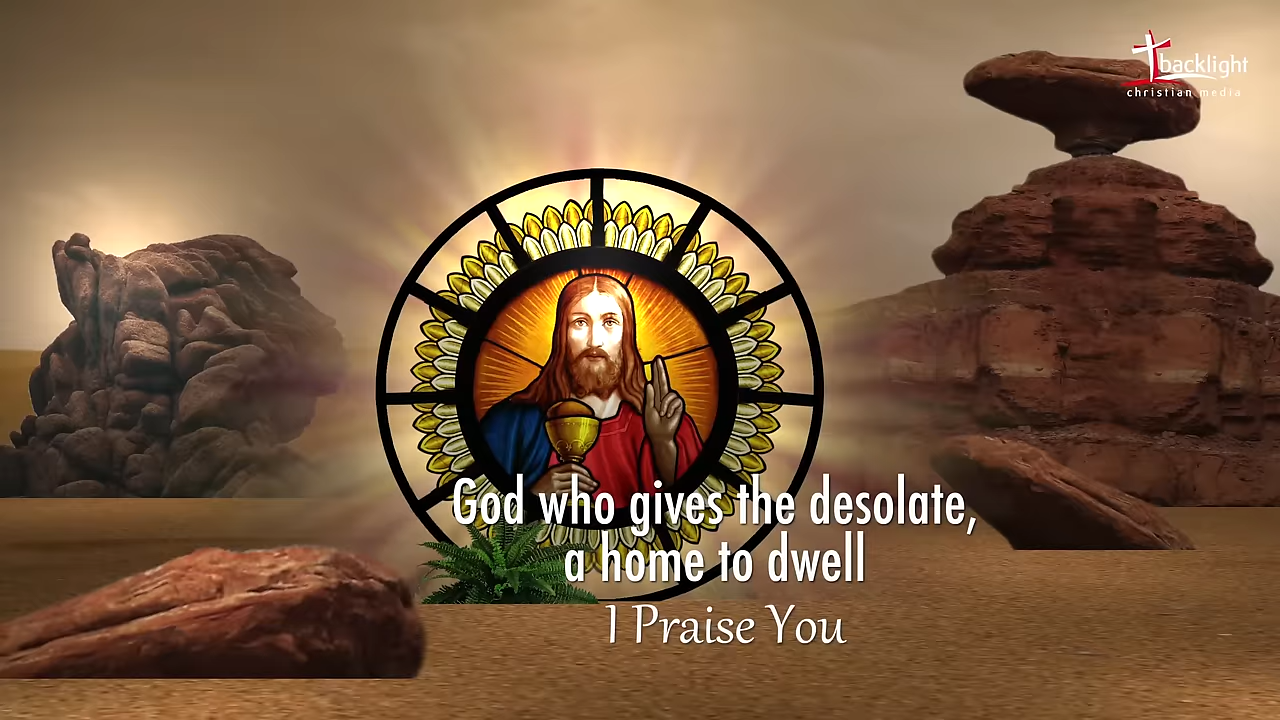 backlight
christian media
God who gives the desolate,
a home to dwell
I Praise You